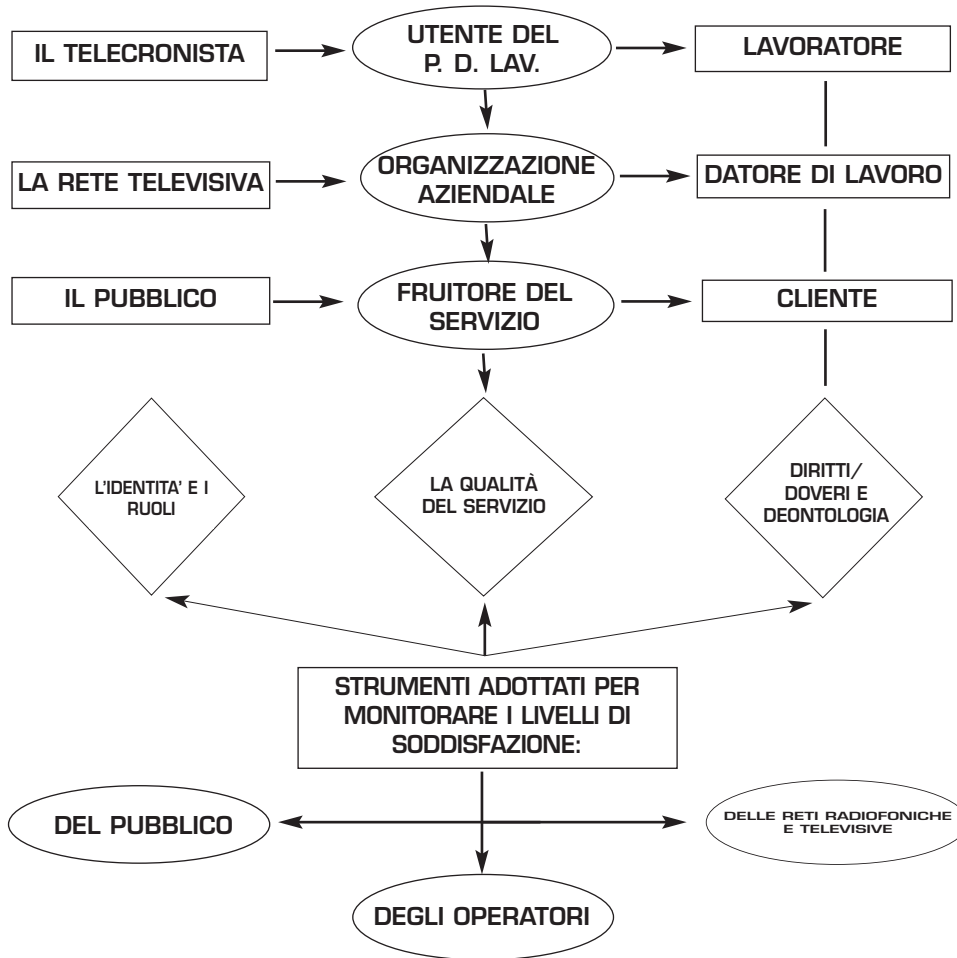 IL TELECRONISTA
UTENTE DEL
P. D. LAV.
LAVORATORE
LA RETE TELEVISIVA
ORGANIZZAZIONE
AZIENDALE
DATORE DI LAVORO
IL PUBBLICO
FRUITORE DEL
SERVIZIO
CLIENTE
L'IDENTITA' E I
RUOLI
LA QUALITÀ
DEL SERVIZIO
DIRITTI/
DOVERI E
DEONTOLOGIA
STRUMENTI ADOTTATI PER
MONITORARE I LIVELLI DI
SODDISFAZIONE:
DEL PUBBLICO
DELLE RETI RADIOFONICHE
E TELEVISIVE
DEGLI OPERATORI